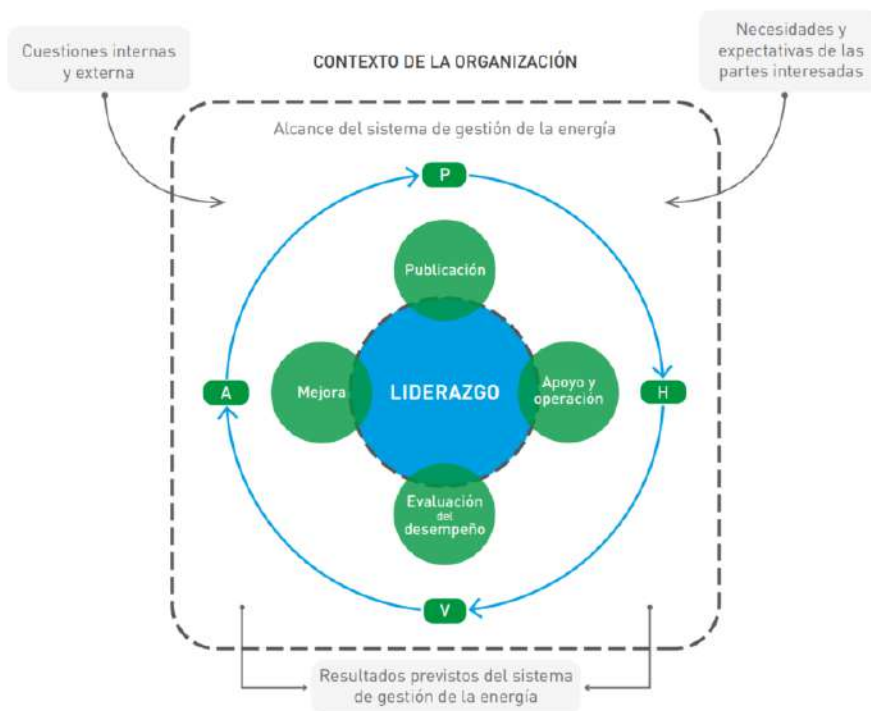 Cuestiones internas
y externa
Necesidades y
expectativas de las
partes interesadas
CONTEXTO DE LA ORGANIZACIÓN
Alcance del sistema de gestión de la energía
P
Publicación
A
Mejora
LIDERAZGO
Apoyo y
operación
H
Evaluación
del
desempeño
V
Resultados previstos del sistema
de gestión de la energía